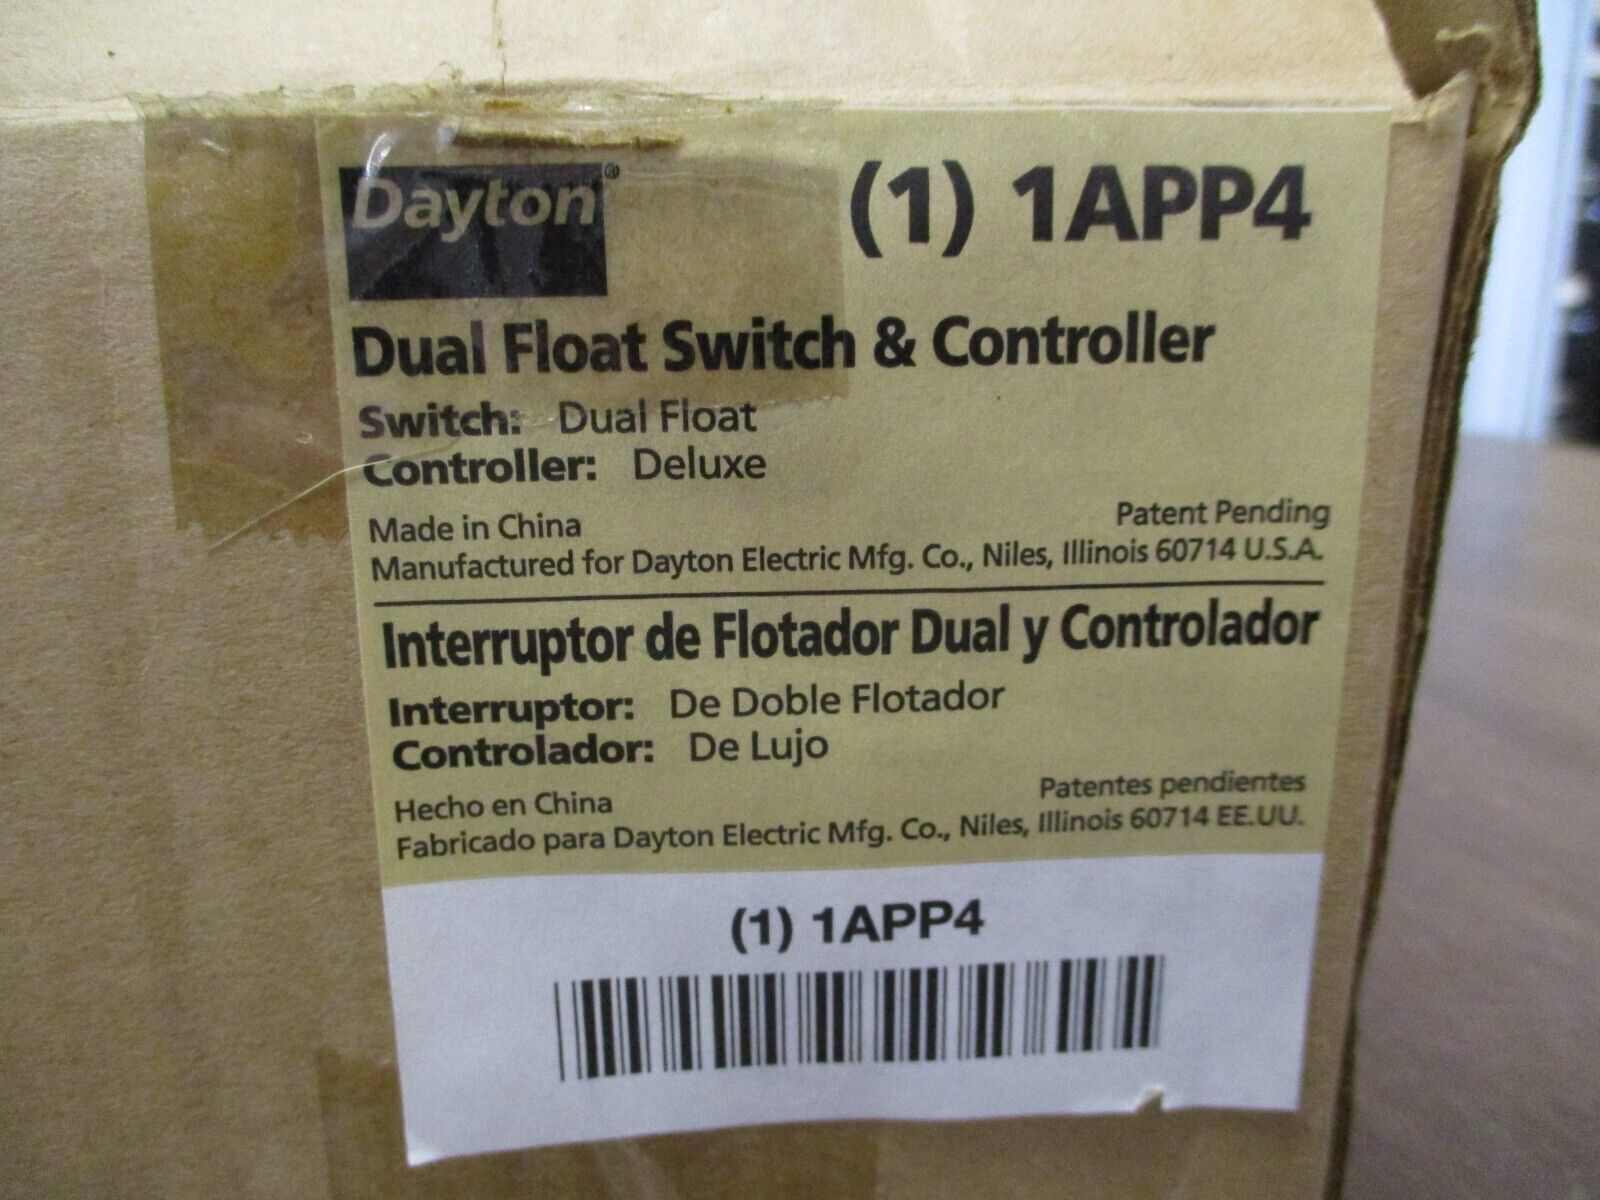 Dayton®
(1) 1APP4
Dual Float Switch & Controller
Switch: Dual Float
Controller: Deluxe
Made in China
Patent Pending
Manufactured for Dayton Electric Mfg. Co., Niles, Illinois 60714 U.S.A.
Interruptor de Flotador Dual y Controlador
Interruptor: De Doble Flotador
Controlador: De Lujo
Hecho en China
Patentes pendientes
Fabricado para Dayton Electric Mfg. Co., Niles, Illinois 60714 EE.UU.
(1) 1APP4